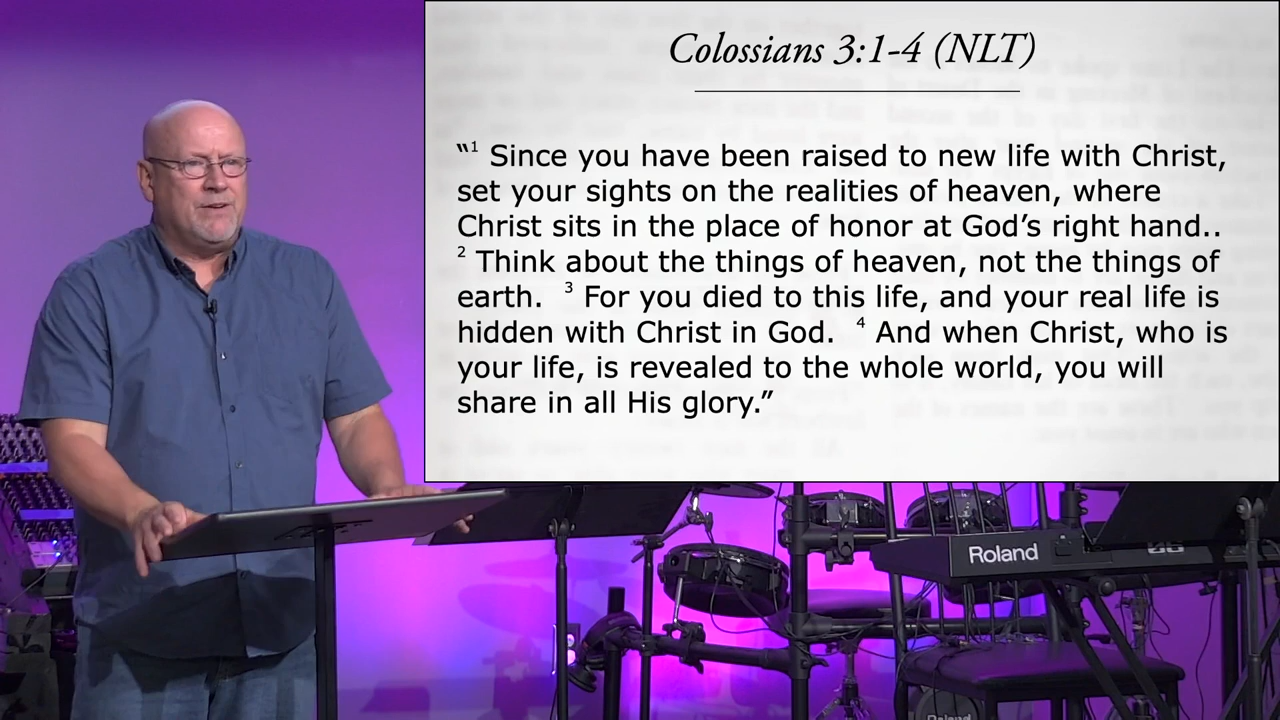 Colossians 3:1-4 (NLT)
“1 Since you have been raised to new life with Christ,
set your sights on the realities of heaven, where
Christ sits in the place of honor at God’s right hand..
2 Think about the things of heaven, not the things of
earth. 3 For you died to this life, and your real life is
hidden with Christ in God. 4 And when Christ, who is
your life, is revealed to the whole world, you will
share in all His glory.”
Roland
Roland